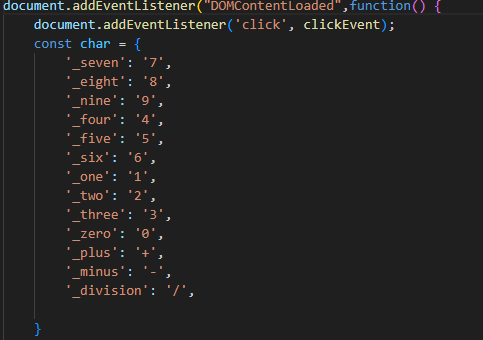 document.addEventListener("DOMContentLoaded",function() {
document.addEventListener('click', clickEvent);
const char = {
'_seven': '7',
'_eight': '8',
'_nine': '9',
'_four': '4',
'_five': '5',
'_six': '6',
'_one': '1',
'_two': '2',
'_three': '3',
'_zero': '0',
'_plus': '+',
'_minus': '-',
'_division': '/',
}